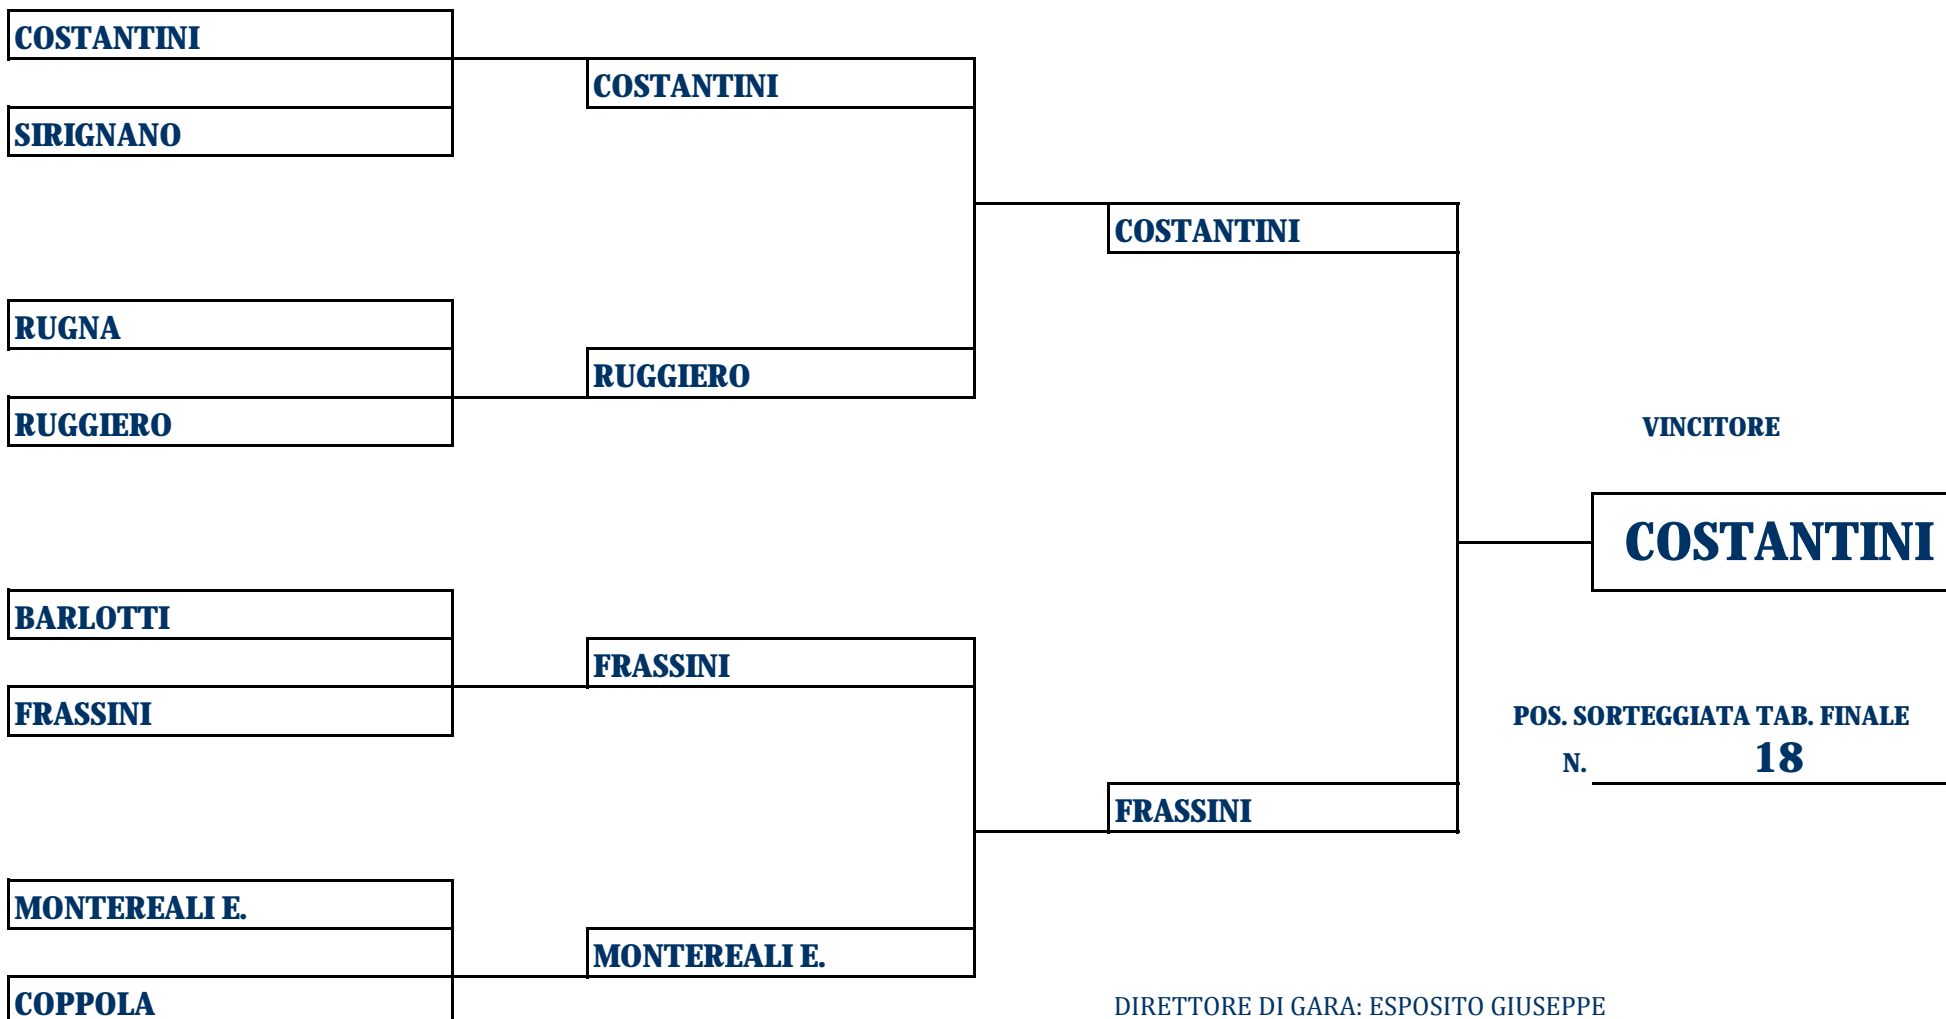 COSTANTINI
COSTANTINI
SIRIGNANO
COSTANTINI
RUGNA
RUGGIERO
RUGGIERO
VINCITORE
COSTANTINI
BARLOTTI
FRASSINI
FRASSINI
POS. SORTEGGIATA TAB. FINALE
N. 18
FRASSINI
MONTEREALI E.
MONTEREALI E.
COPPOLA
DIRETTORE DI GARA: ESPOSITO GIUSEPPE